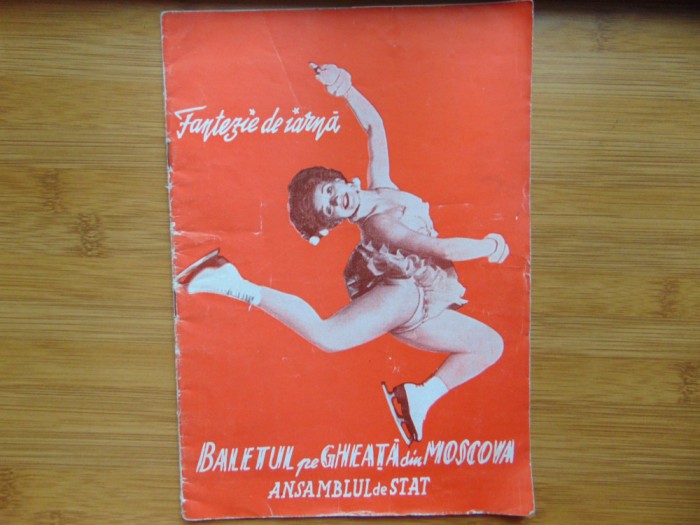 Fantezie de iarnă
BALETUL pe GHEAȚĂ din MOSCOVA
ANSAMBLUL de STAT